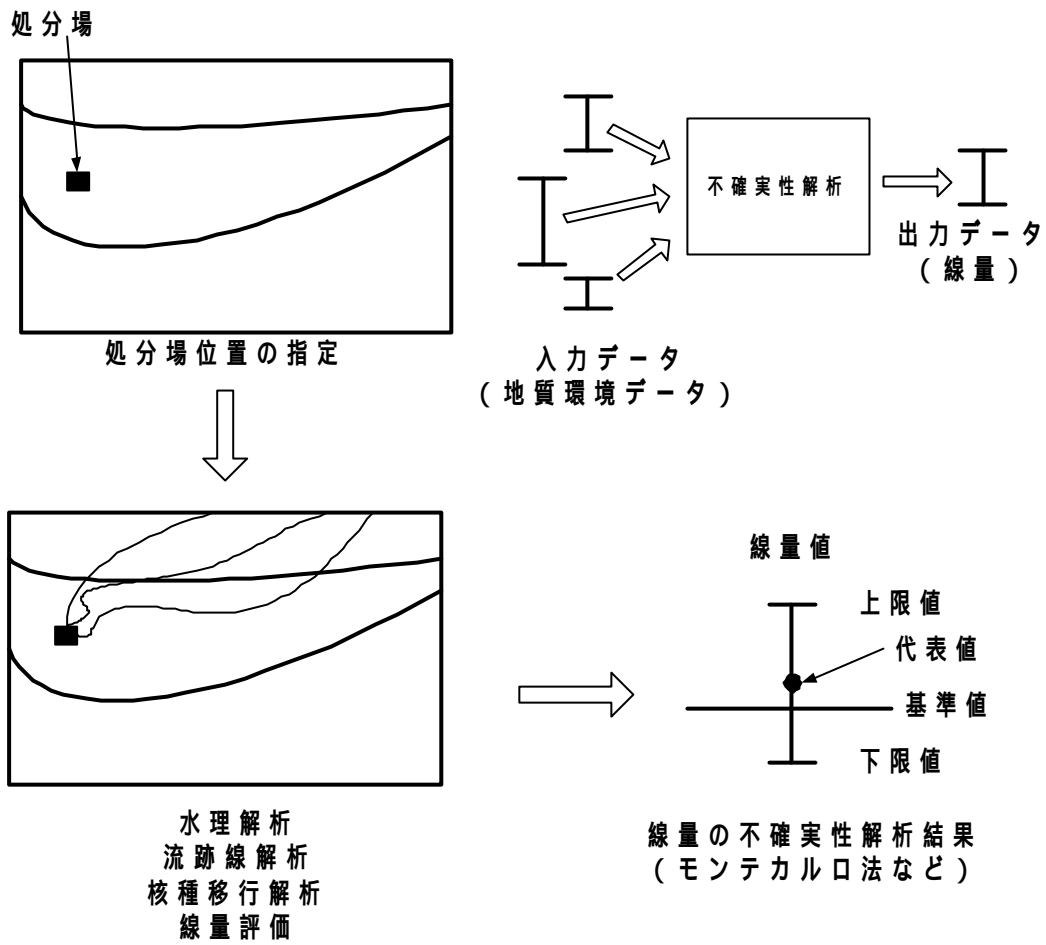 処分場
処分場位置の指定
不確実性解析
出力データ
(線量)
入力データ
(地質環境データ)
水理解析
流跡線解析
核種移行解析
線量評価
線量値
上限値
代表値
基準値
下限値
線量の不確実性解析結果
(モンテカルロ法など)